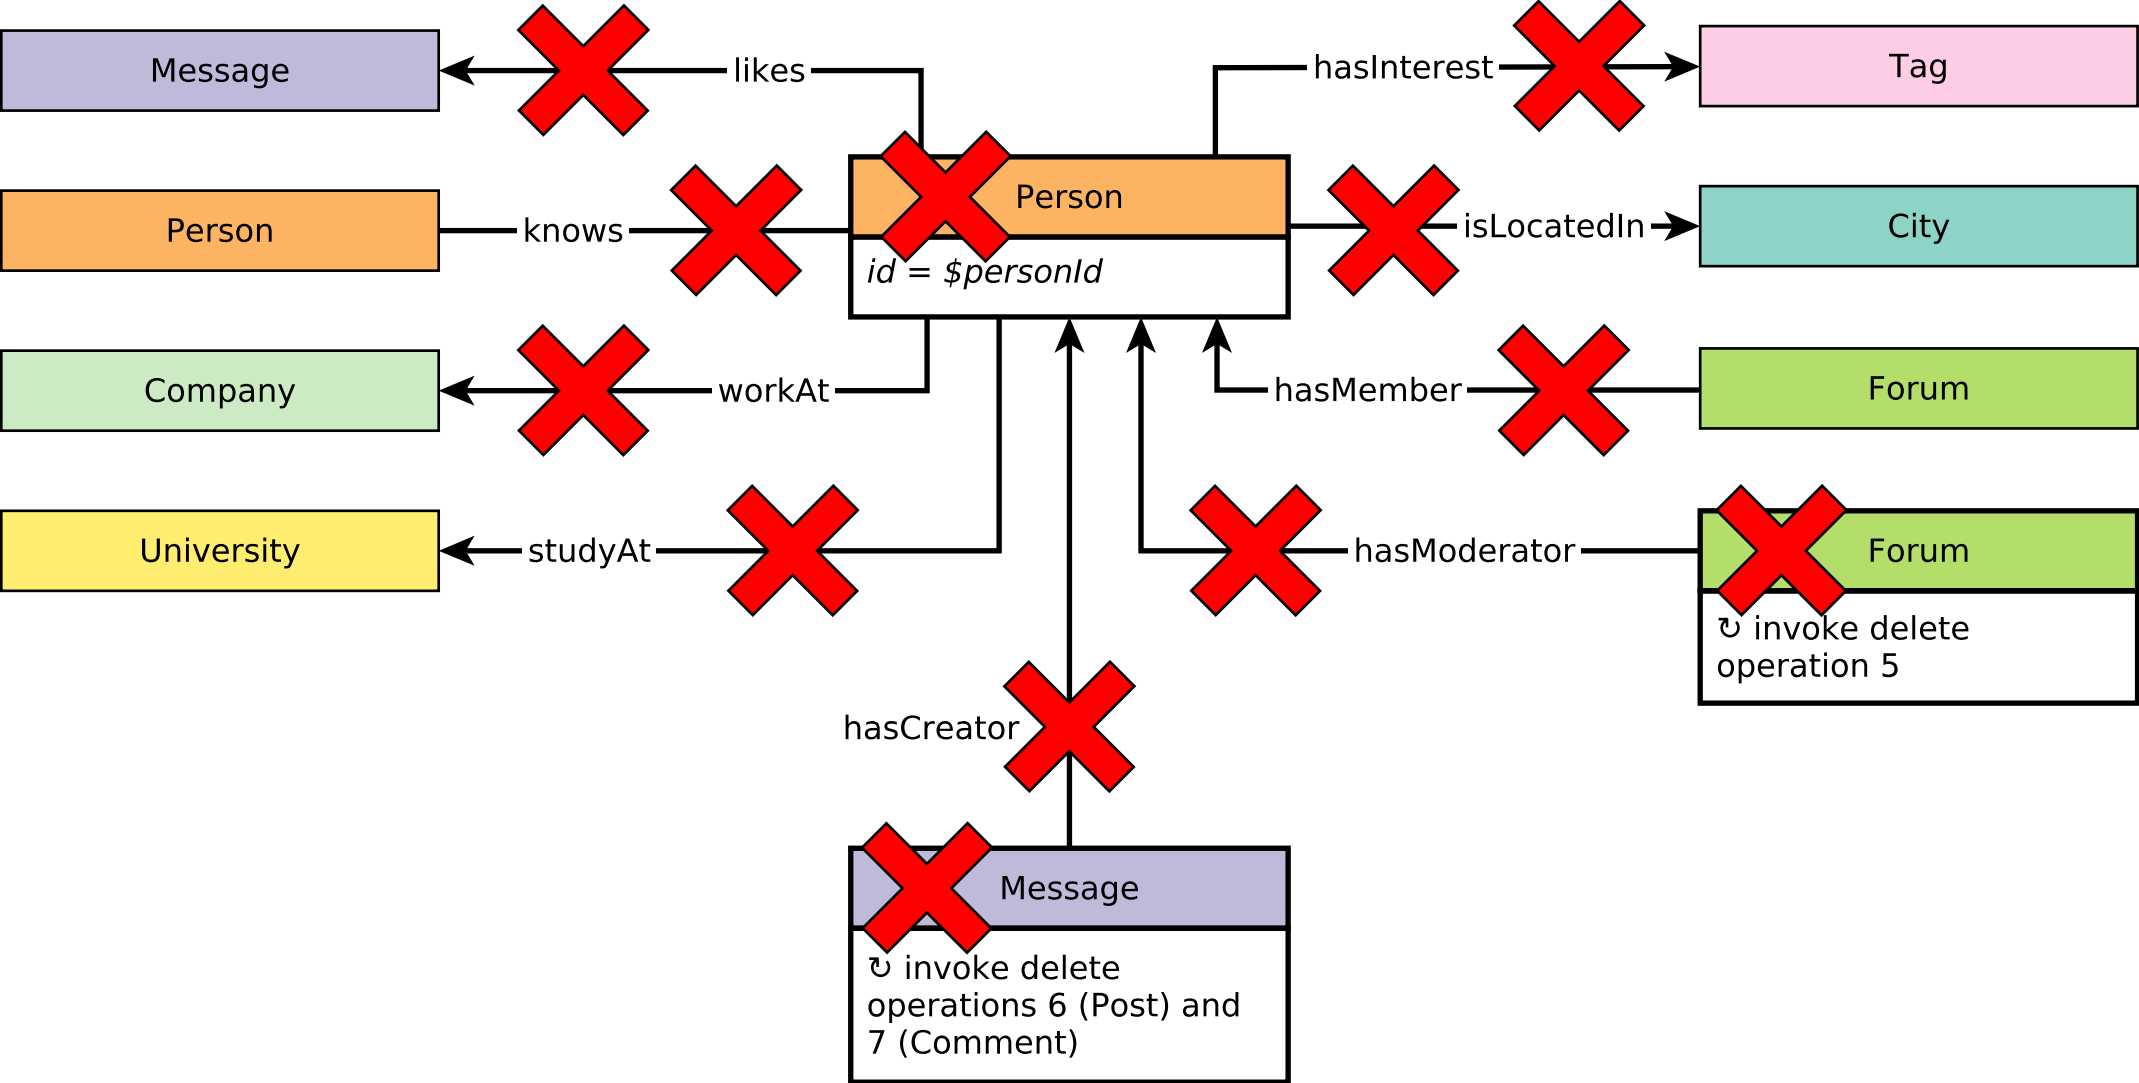 Message
likes
hasInterest
Tag
Person
knows
Person
id = $personId
isLocatedIn
City
Company
workAt
hasMember
Forum
University
studyAt
hasModerator
Forum
↻ invoke delete
operation 5
hasCreator
Message
↻ invoke delete
operations 6 (Post) and
7 (Comment)